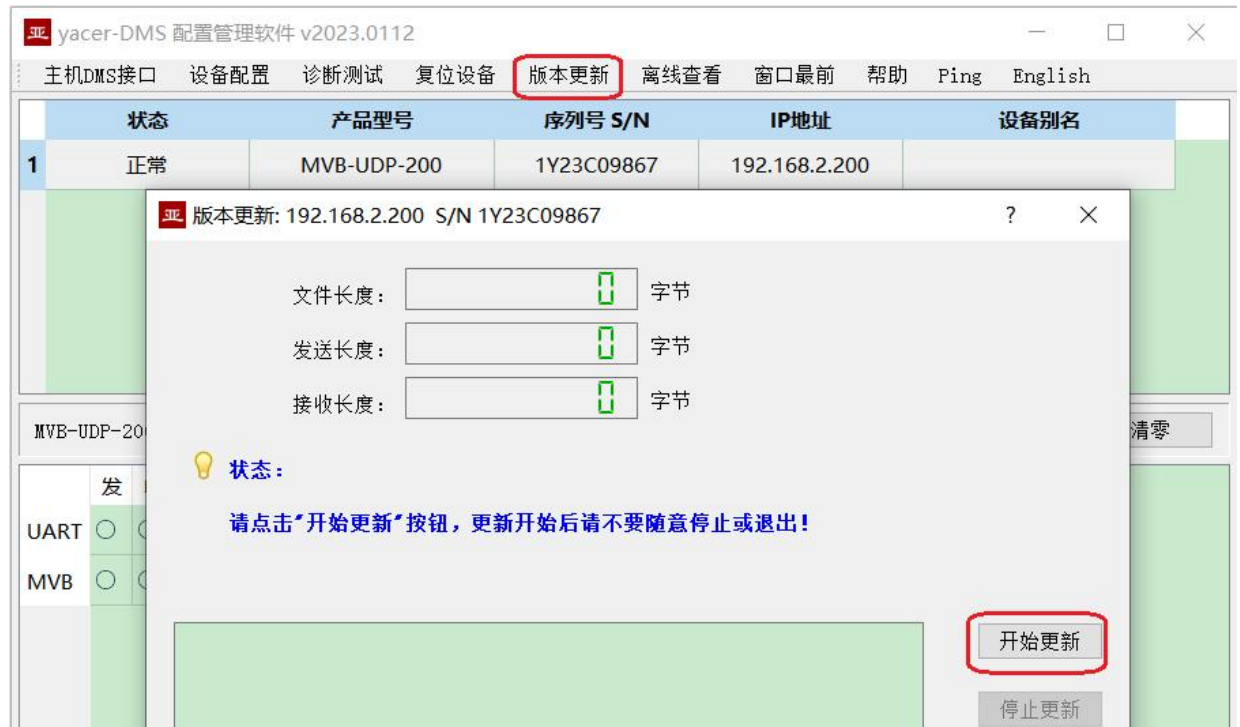 亚 yacer-DMS 配置管理软件 v2023.0112
主机DMS接口 设备配置 诊断测试 复位设备 版本更新 离线查看 窗口最前 帮助 Ping English
状态 产品型号 序列号 S/N IP地址 设备别名
1 正常 MVB-UDP-200 1Y23C09867 192.168.2.200
亚 版本更新: 192.168.2.200 S/N 1Y23C09867 ?
文件长度： 0 字节
发送长度： 0 字节
接收长度： 0 字节
MVB-UDP-20 清零
状态：
发
请点击"开始更新"按钮，更新开始后请不要随意停止或退出！
UART
MVB
开始更新
停止更新